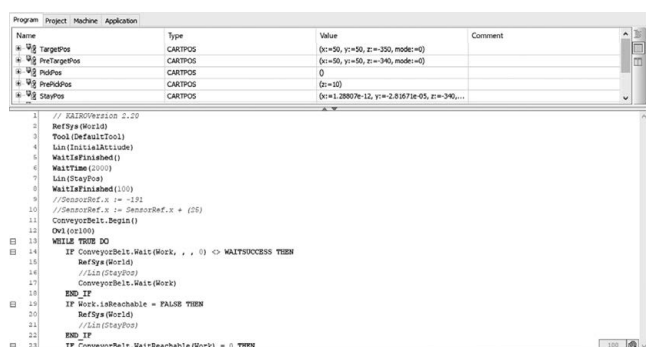 Program Project Machine Application
Name Type Value Comment
TargetPos CARTPOS (x:=50, y:=50, z:=-350, mode:=0)
PreTargetPos CARTPOS (x:=50, y:=50, z:=-340, mode:=0)
PickPos CARTPOS ()
PrePickPos CARTPOS (z:=10)
StayPos CARTPOS (x:=1.28807e-12, y:=-2.81671e-05, z:=-340,...
1 // KAIROVersion 2.20
2 RefSys(World)
3 Tool(DefaultTool)
4 Lin(InitialAttiude)
5 WaitIsFinished()
6 WaitTime(2000)
7 Lin(StayPos)
8 WaitIsFinished(100)
9 //SensorRef.x := -191
10 //SensorRef.x := SensorRef.x + (26)
11 ConveyorBelt.Begin()
12 Ovl(or100)
13 WHILE TRUE DO
14 IF ConveyorBelt.Wait(Work, , , 0) <> WAITSUCCESS THEN
15 RefSys(World)
16 //Lin(StayPos)
17 ConveyorBelt.Wait(Work)
18 END_IF
19 IF Work.isReachable = FALSE THEN
20 RefSys(World)
21 //Lin(StayPos)
22 END_IF
23 IF ConveyorBelt.WaitReachable(Work) = 0 THEN
100